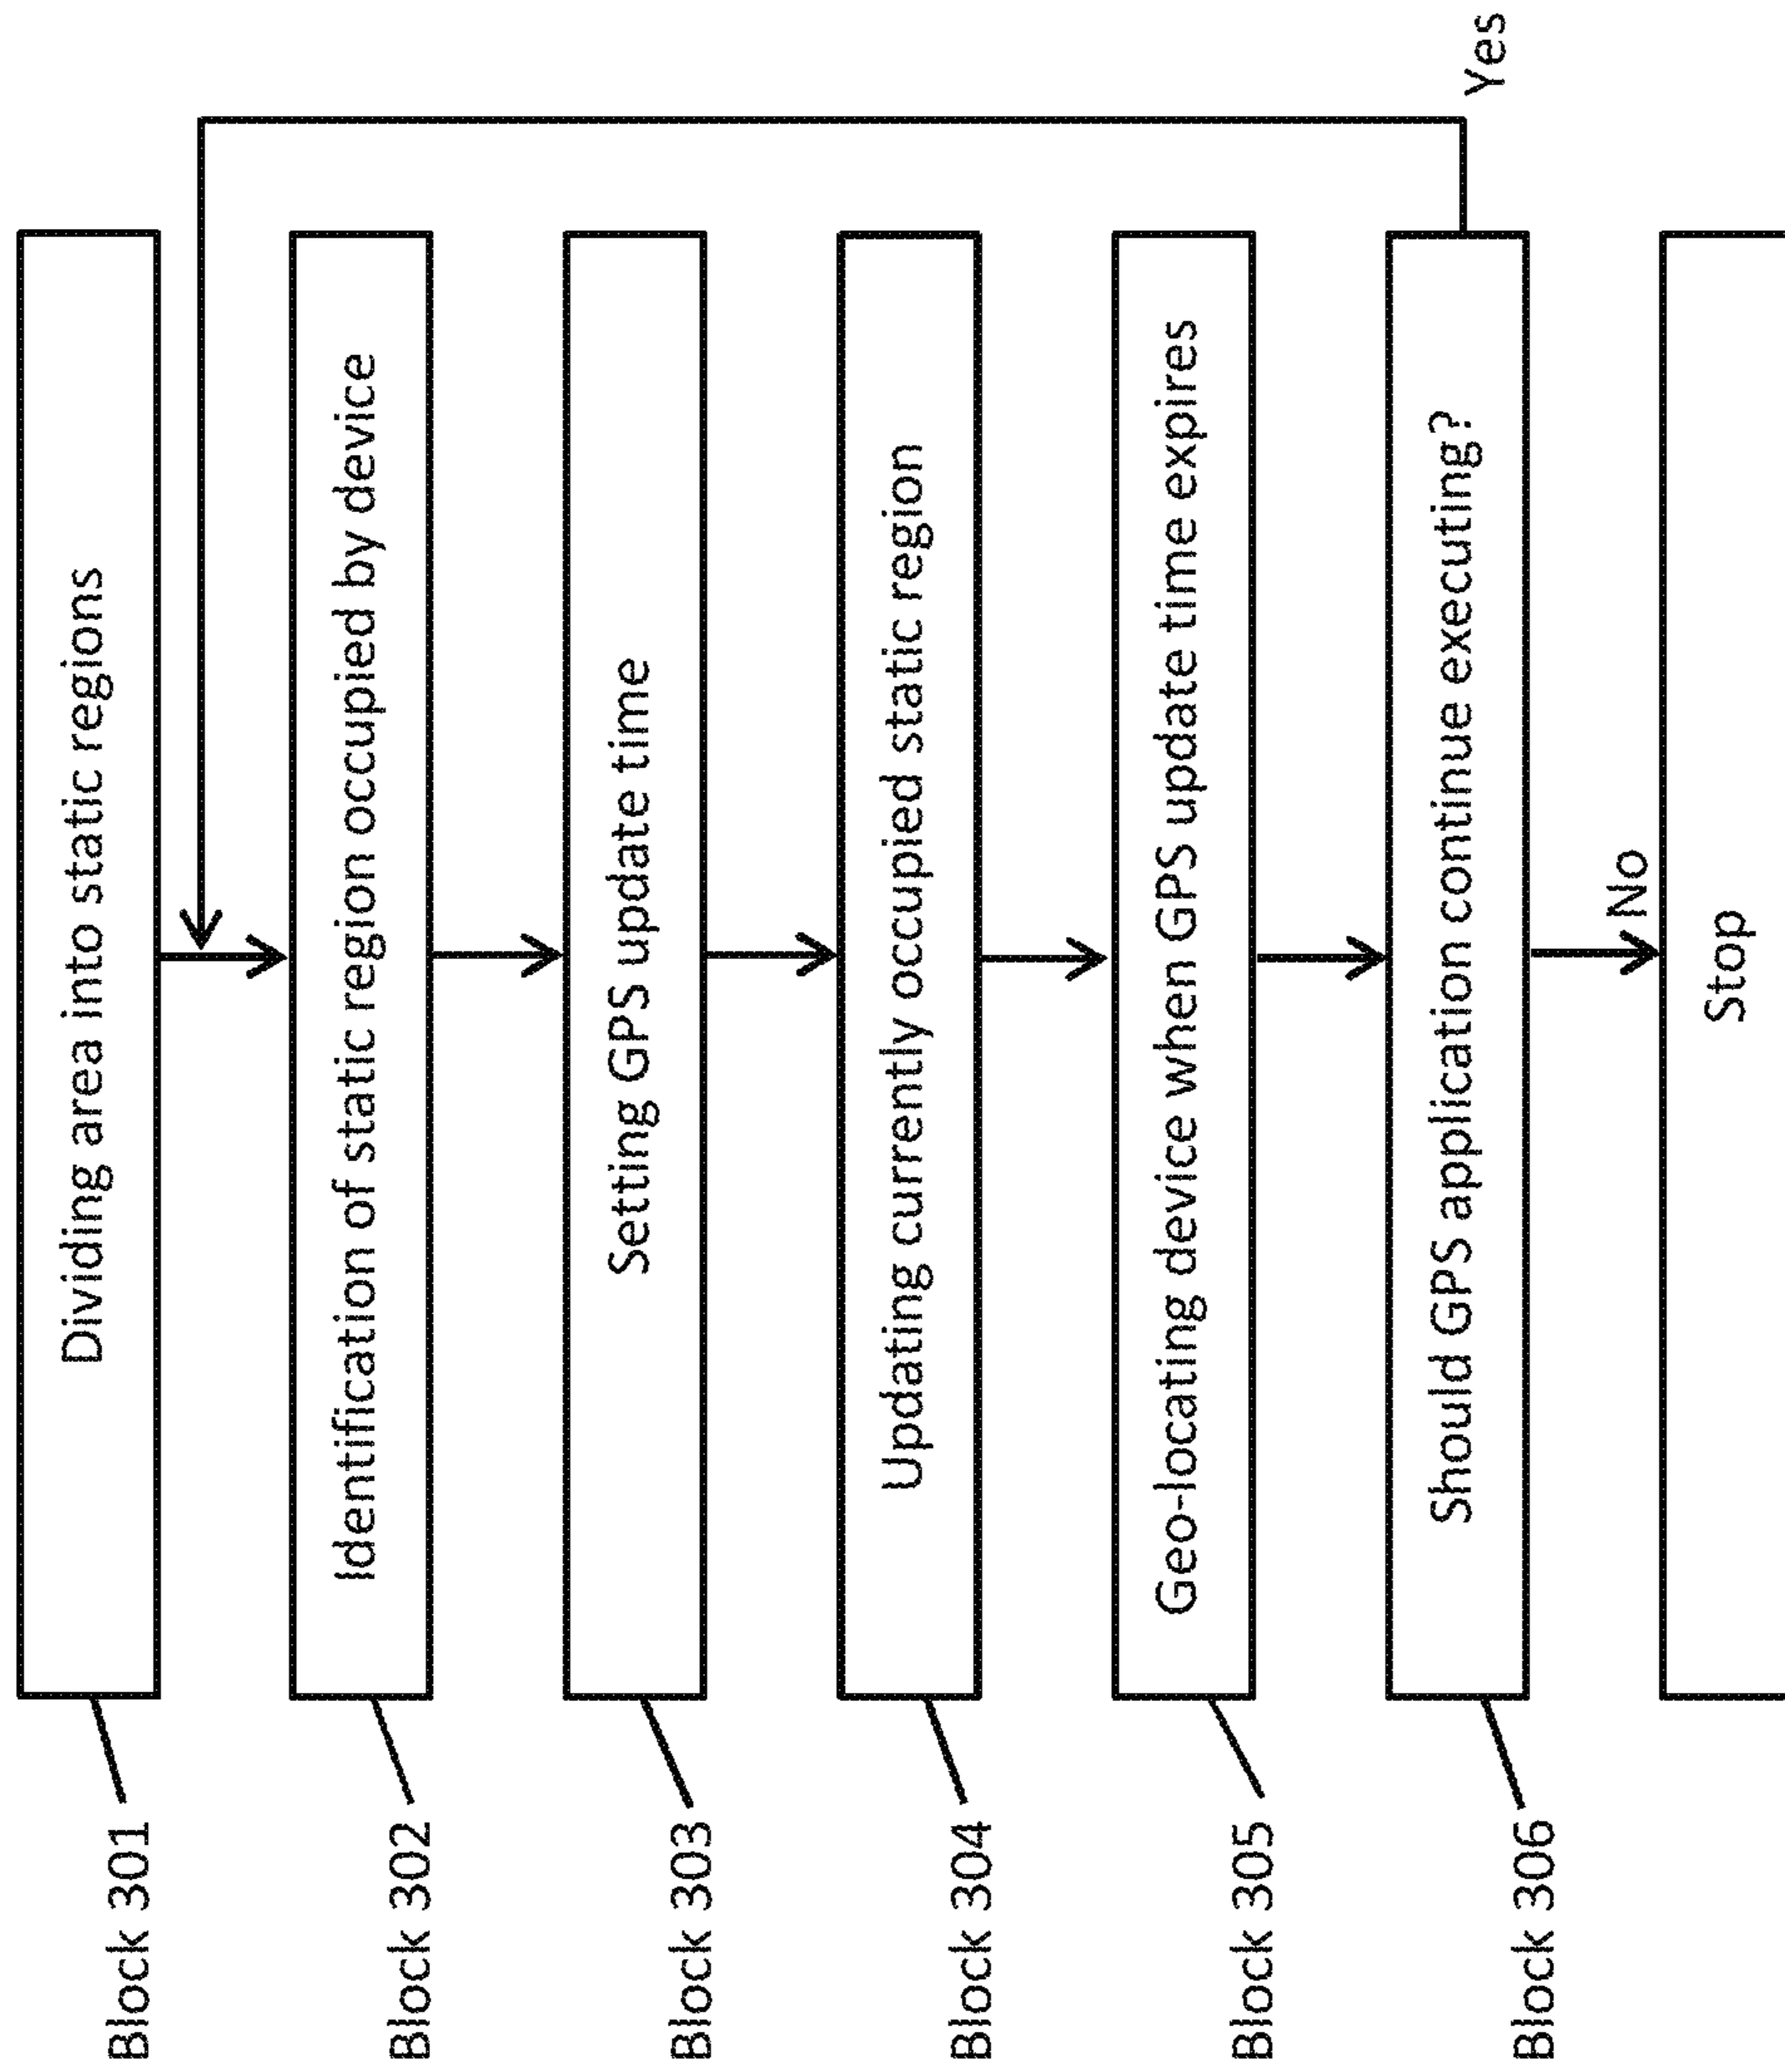 Block 301
Dividing area into static regions
Block 302
Identification of static region occupied by device
Block 303
Setting GPS update time
Block 304
Updating currently occupied static region
Block 305
Geo-locating device when GPS update time expires
Block 306
Should GPS application continue executing?
Yes
No
Stop